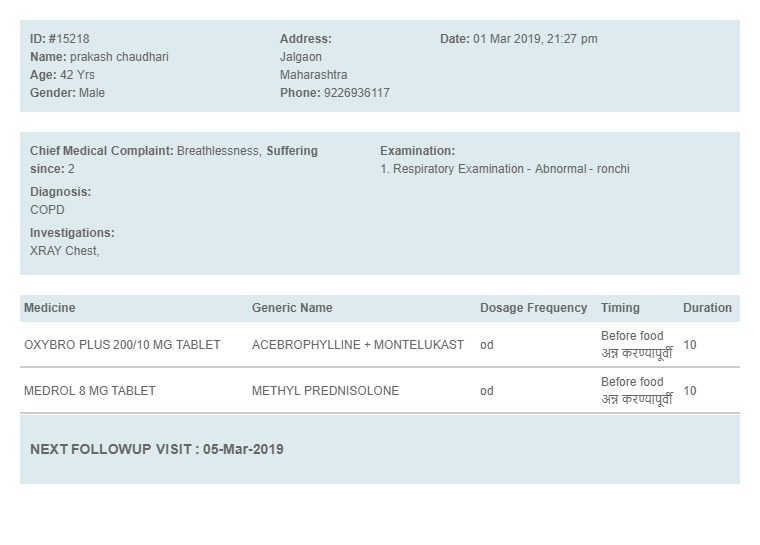 ID: #15218
Name: prakash chaudhari
Age: 42 Yrs
Gender: Male
Address:
Jalgaon
Maharashtra
Phone: 9226936117
Date: 01 Mar 2019, 21:27 pm
Chief Medical Complaint: Breathlessness, Suffering
since: 2
Diagnosis:
COPD
Investigations:
XRAY Chest,
Examination:
1. Respiratory Examination - Abnormal - ronchi
Medicine Generic Name Dosage Frequency Timing Duration
OXYBRO PLUS 200/10 MG TABLET ACEBROPHYLLINE + MONTELUKAST od Before food 10
अन्न करण्यापूर्वी
MEDROL 8 MG TABLET METHYL PREDNISOLONE od Before food 10
अन्न करण्यापूर्वी
NEXT FOLLOWUP VISIT : 05-Mar-2019